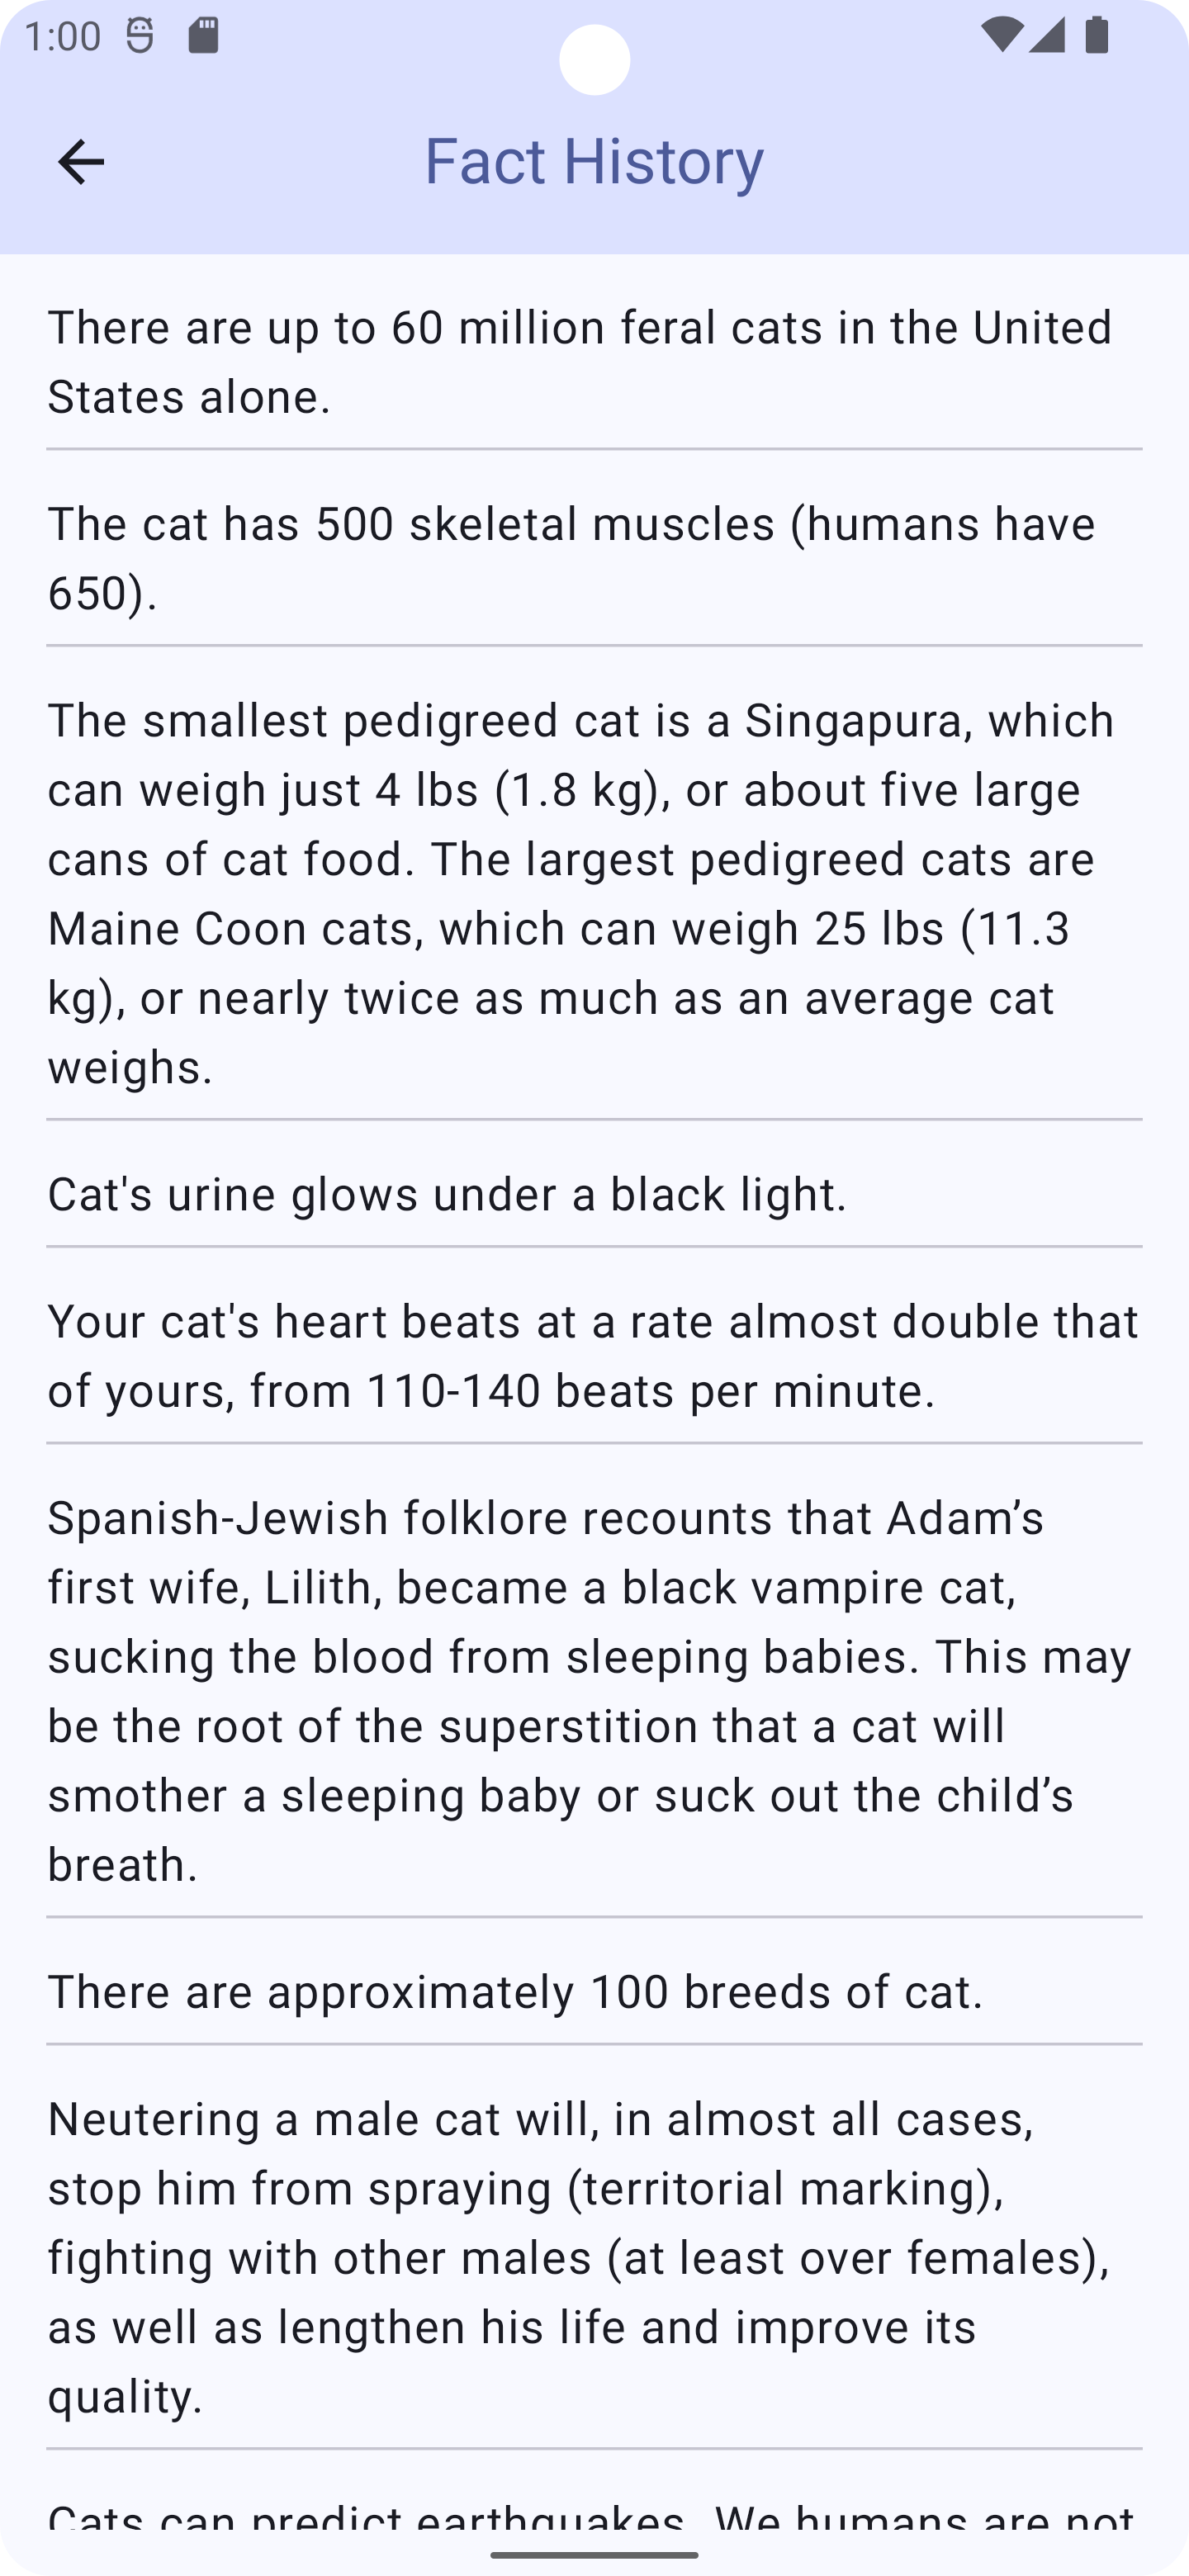 1:00
Fact History
There are up to 60 million feral cats in the United
States alone.
The cat has 500 skeletal muscles (humans have
650).
The smallest pedigreed cat is a Singapura, which
can weigh just 4 lbs (1.8 kg), or about five large
cans of cat food. The largest pedigreed cats are
Maine Coon cats, which can weigh 25 lbs (11.3
kg), or nearly twice as much as an average cat
weighs.
Cat's urine glows under a black light.
Your cat's heart beats at a rate almost double that
of yours, from 110-140 beats per minute.
Spanish-Jewish folklore recounts that Adam’s
first wife, Lilith, became a black vampire cat,
sucking the blood from sleeping babies. This may
be the root of the superstition that a cat will
smother a sleeping baby or suck out the child’s
breath.
There are approximately 100 breeds of cat.
Neutering a male cat will, in almost all cases,
stop him from spraying (territorial marking),
fighting with other males (at least over females),
as well as lengthen his life and improve its
quality.
Cats can predict earthquakes. We humans are not